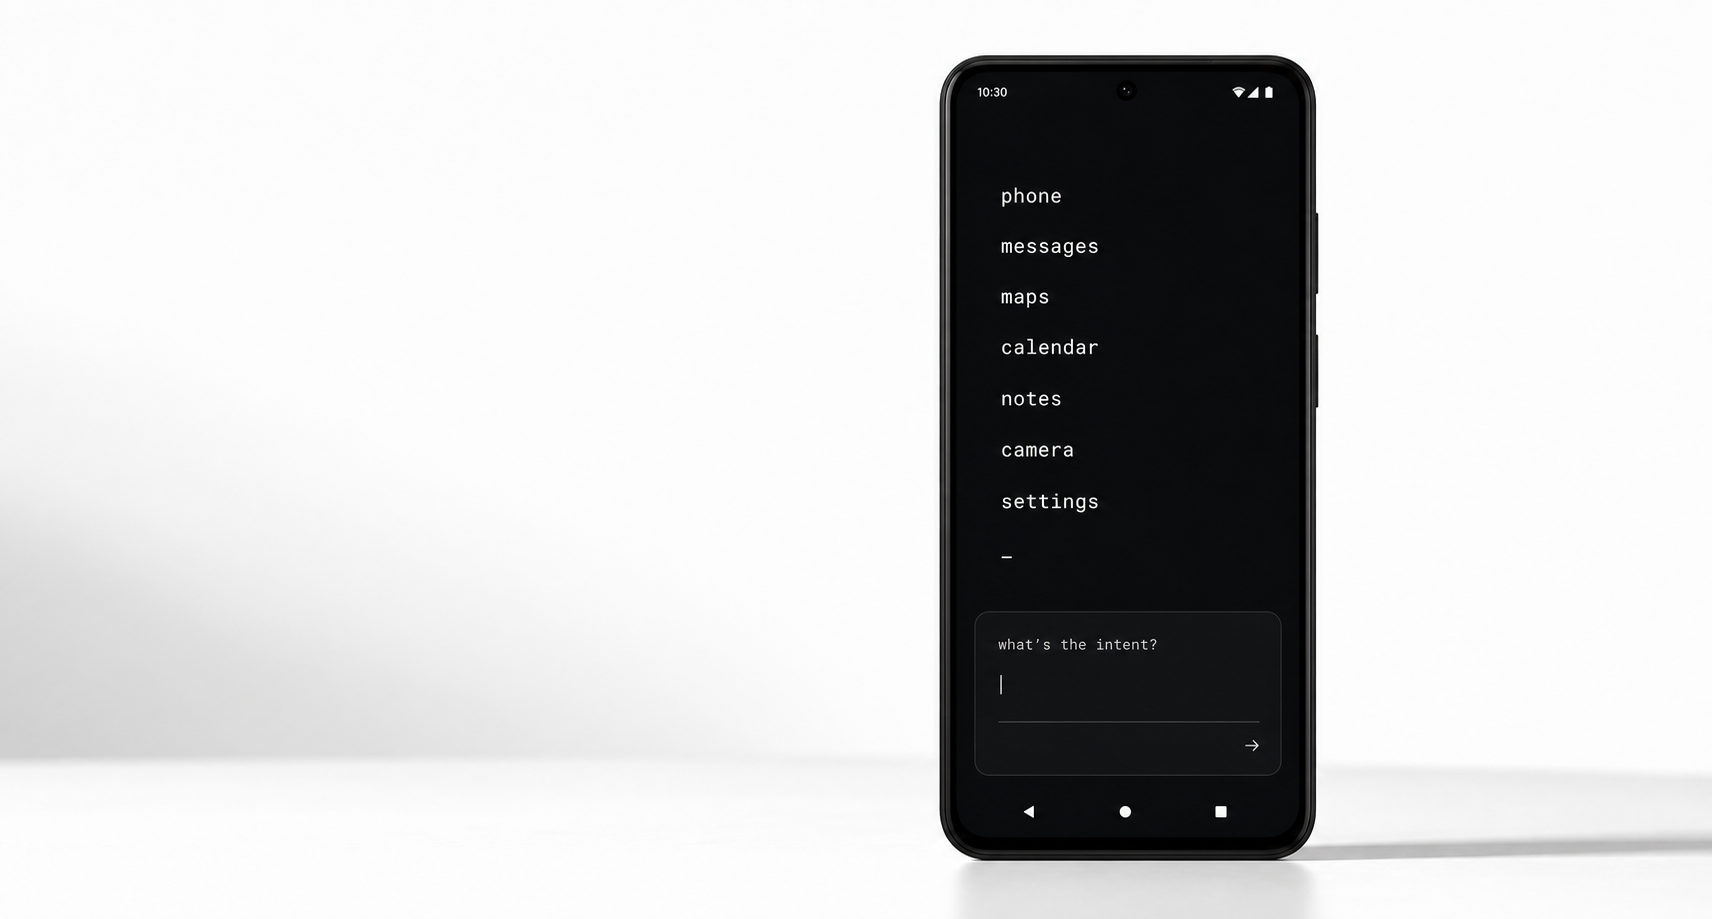 10:30
phone
messages
maps
calendar
notes
camera
settings
_
what's the intent?